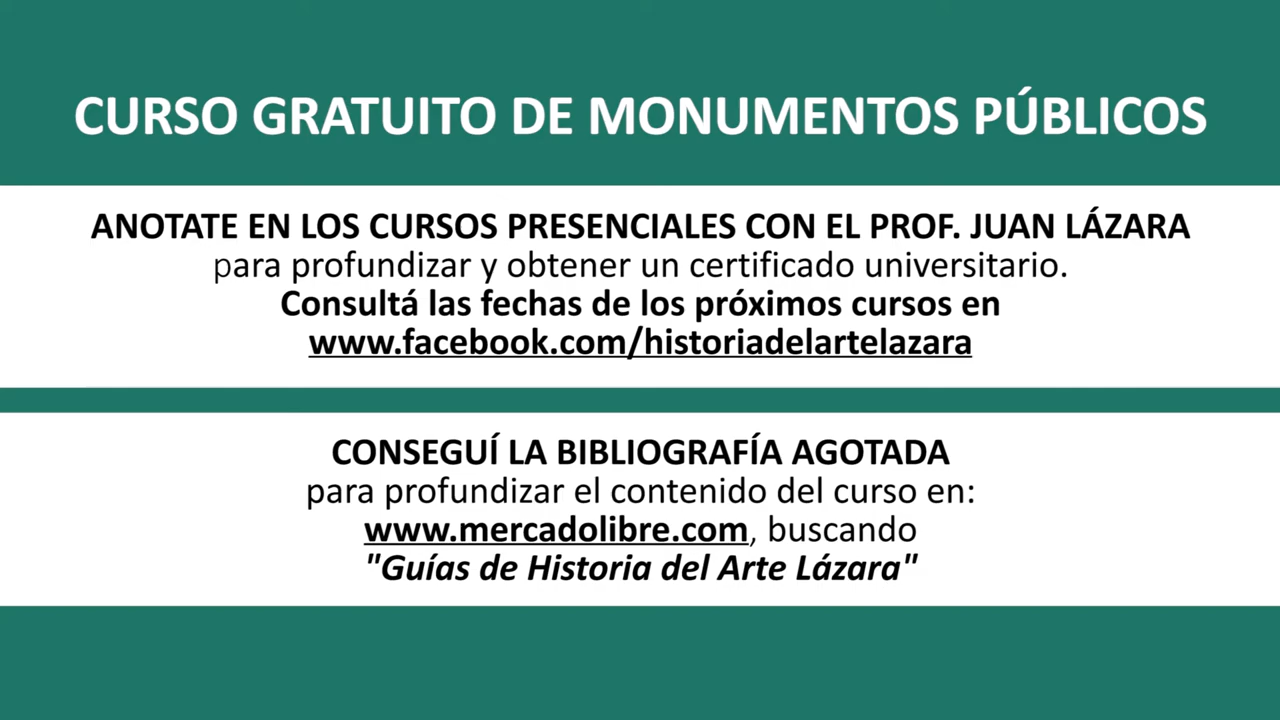 CURSO GRATUITO DE MONUMENTOS PÚBLICOS
ANOTATE EN LOS CURSOS PRESENCIALES CON EL PROF. JUAN LÁZARA
para profundizar y obtener un certificado universitario.
Consultá las fechas de los próximos cursos en
www.facebook.com/historiadelartelazara
CONSEGUÍ LA BIBLIOGRAFÍA AGOTADA
para profundizar el contenido del curso en:
www.mercadolibre.com, buscando
"Guías de Historia del Arte Lázara"